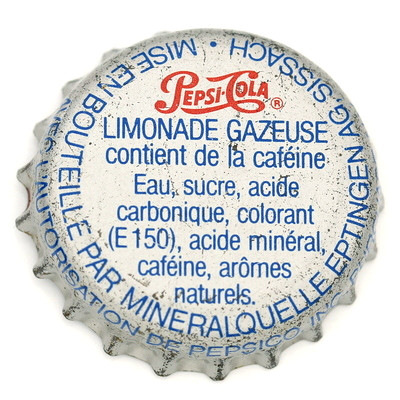 PEPSI-COLA®
LIMONADE GAZEUSE
contient de la caféine
Eau, sucre, acide
carbonique, colorant
(E 150), acide minéral,
caféine, arômes
naturels.
MISE EN BOUTEILLE PAR MINERALQUELLE EPTINGEN AG, SISSACH •
AUTORISATION DE PEPSICO